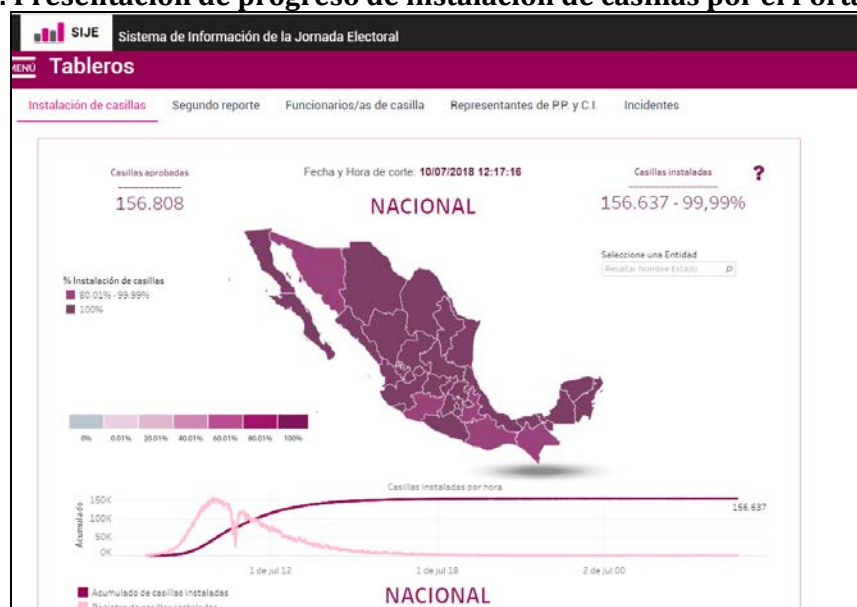 . Presentación de progreso de instalación de casillas por el Porta
SIJE Sistema de Información de la Jornada Electoral
MENÚ Tableros
Instalación de casillas Segundo reporte Funcionarios/as de casilla Representantes de P.P. y C.I. Incidentes
Casillas aprobadas Fecha y Hora de corte: 10/07/2018 12:17:16 Casillas instaladas ?
156.808 NACIONAL 156.637 - 99,99%
Seleccione una Entidad
Resaltar Nombre Estado
% Instalación de casillas
80.01% - 99.99%
100%
0% 0.01% 20.01% 40.01% 60.01% 80.01% 100%
Casillas instaladas por hora
Acumulado
150K
100K
50K
0K
156.637
1 de jul 12 1 de jul 18 2 de jul 00
Acumulado de casillas instaladas
NACIONAL
Registro de casillas instaladas